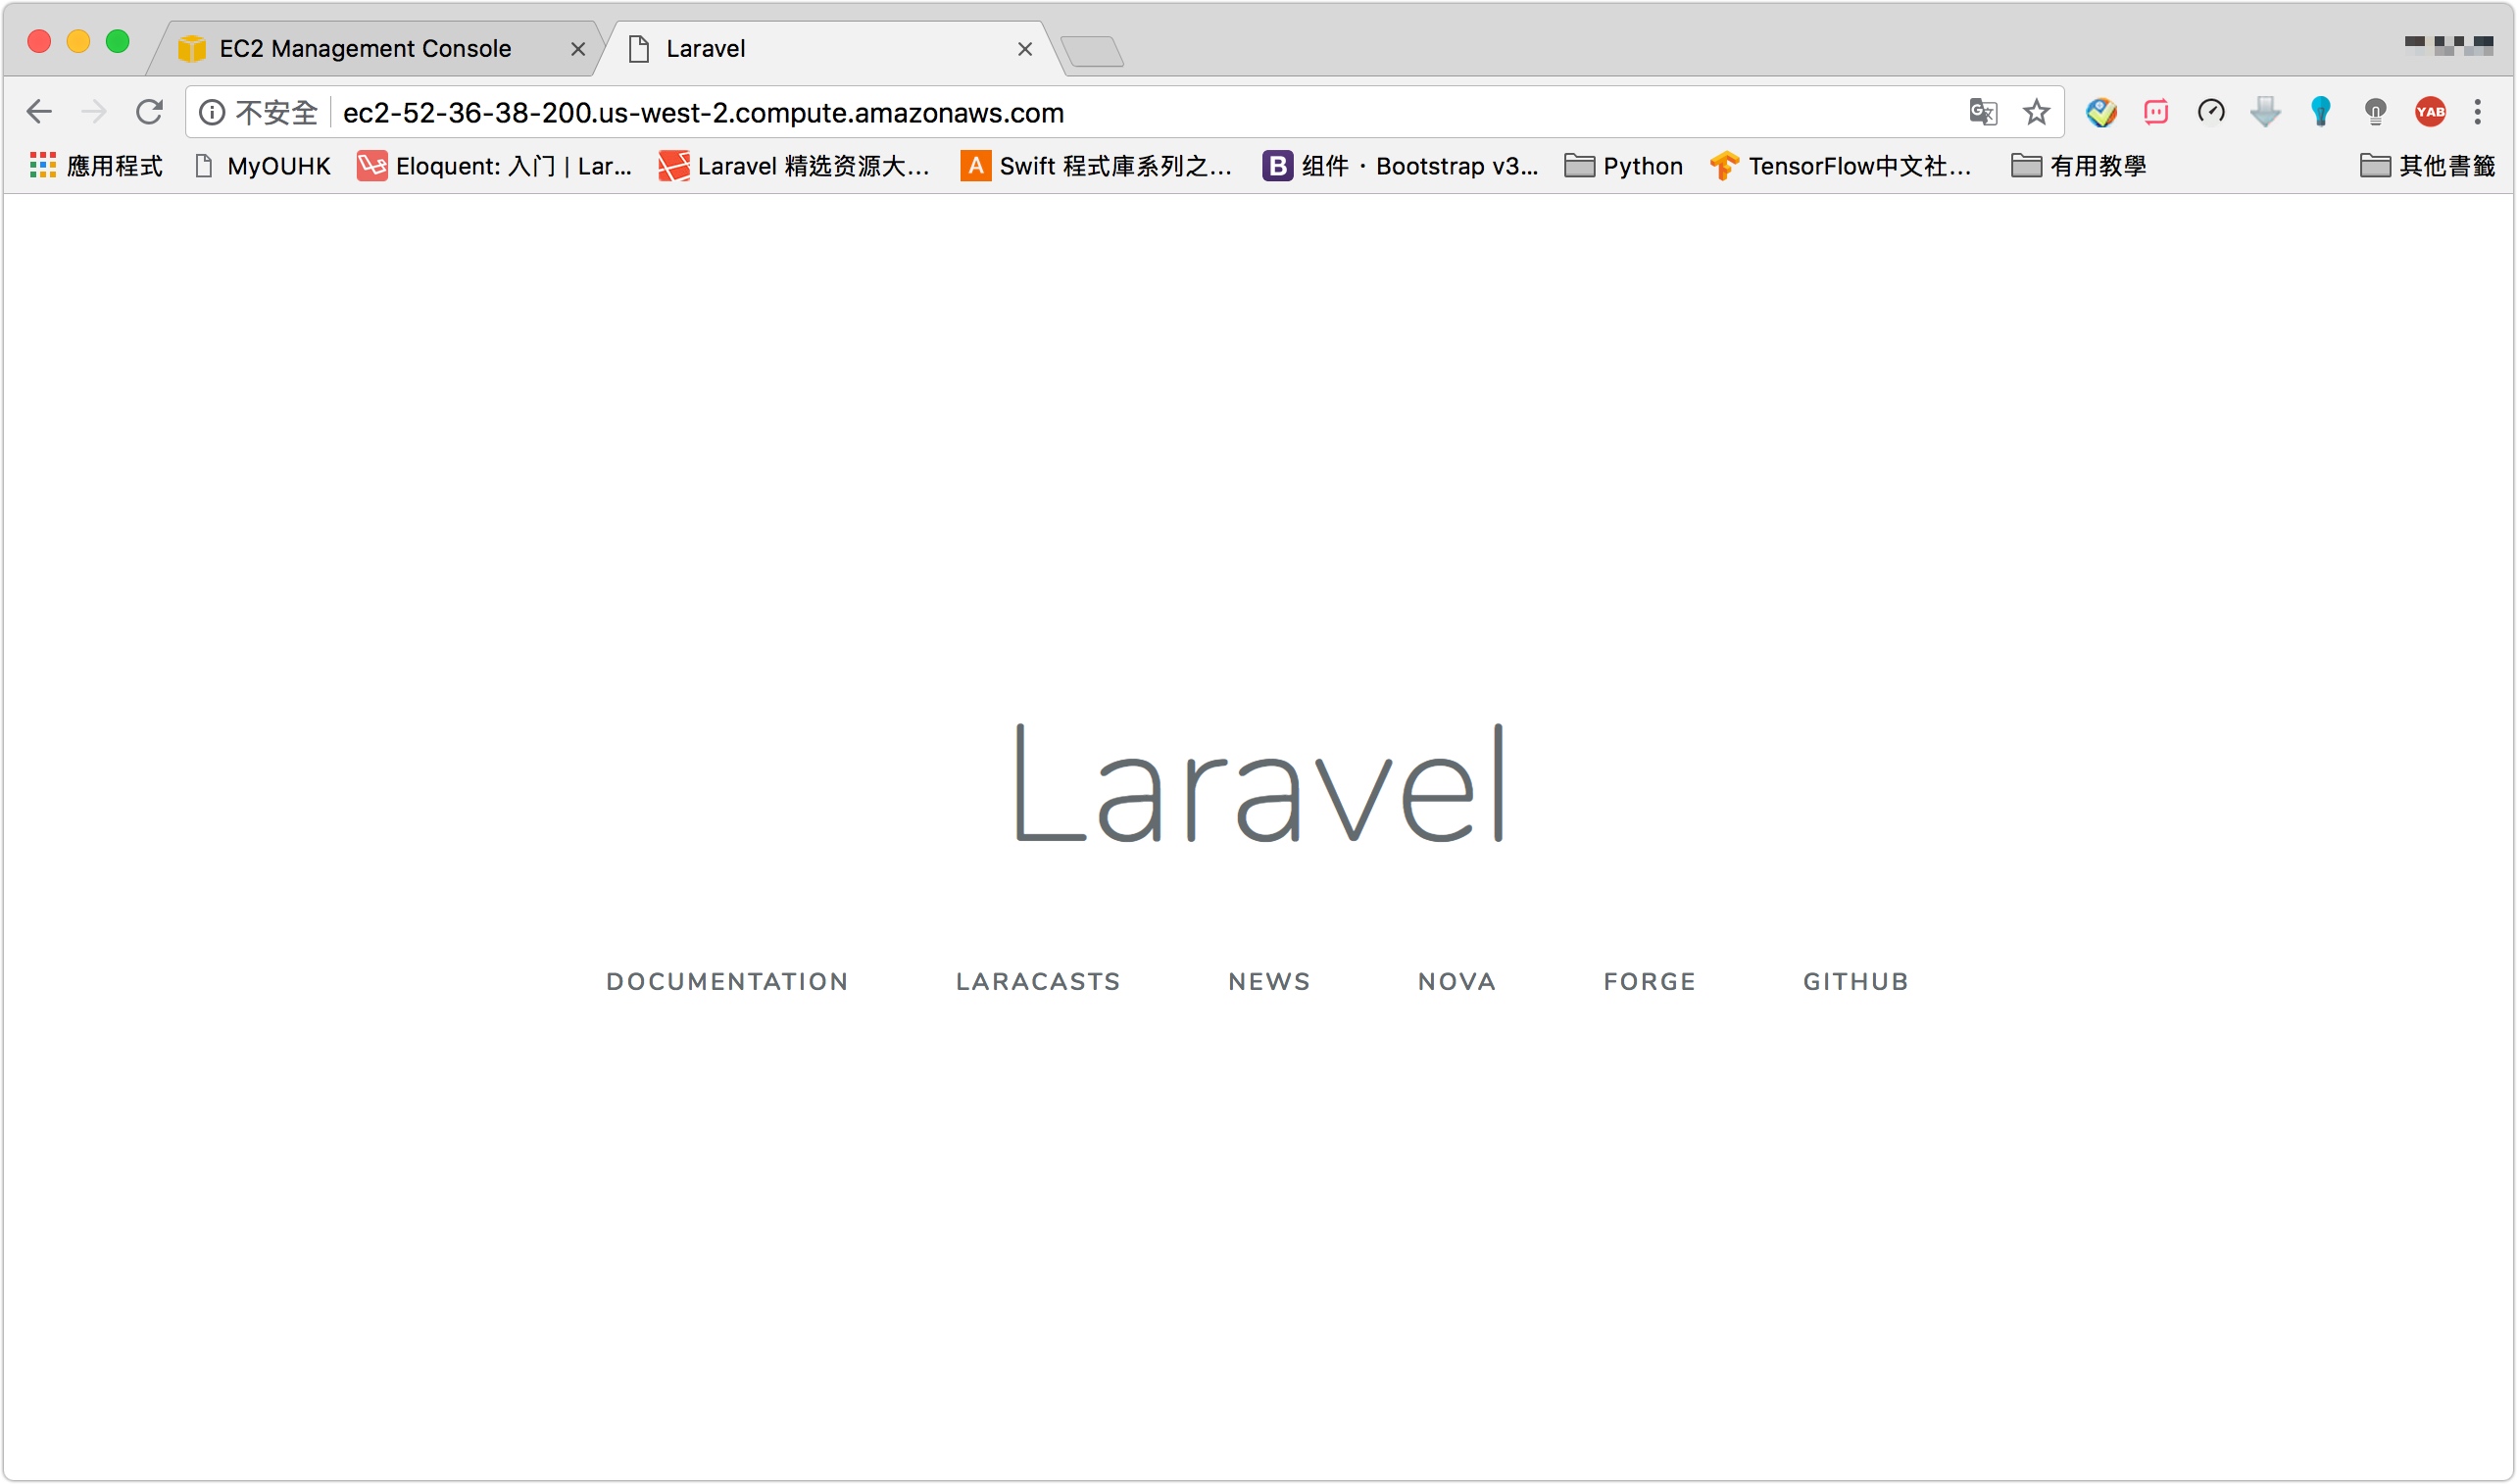 EC2 Management Console
Laravel
不安全 ec2-52-36-38-200.us-west-2.compute.amazonaws.com YAB
應用程式 MyOUHK Eloquent: 入门 | Lar... Laravel 精选资源大... A Swift 程式庫系列之... B 组件 · Bootstrap v3... Python TensorFlow中文社... 有用教學 其他書籤
Laravel
DOCUMENTATION LARACASTS NEWS NOVA FORGE GITHUB